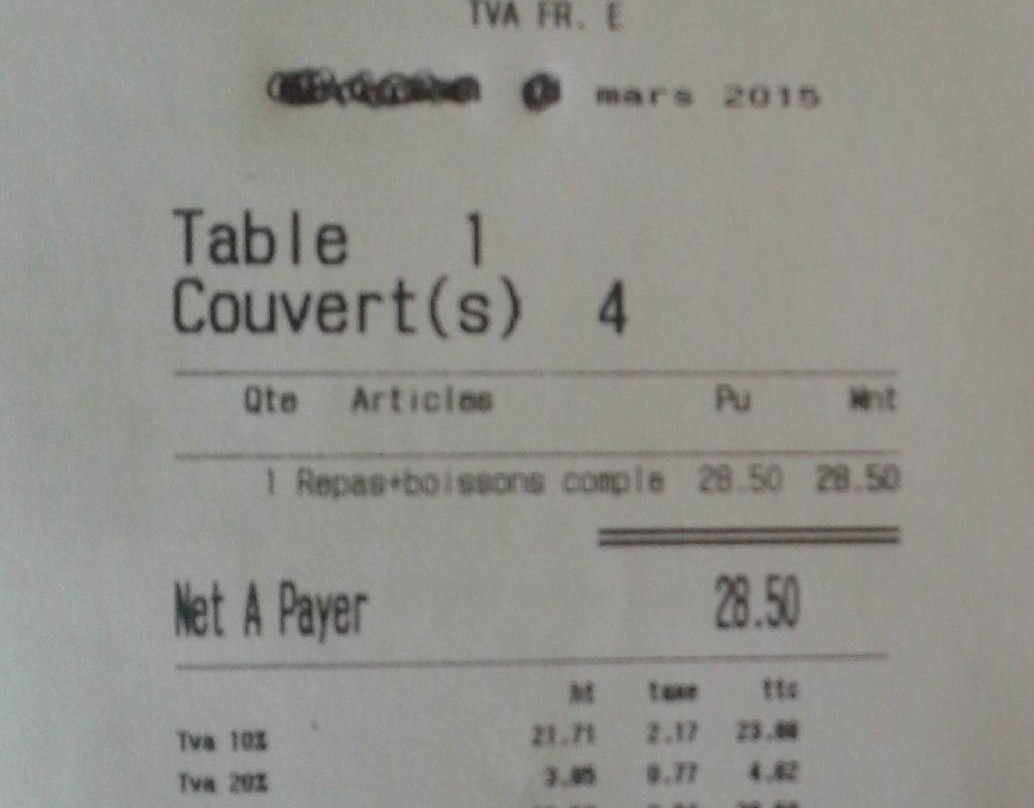 TVA FR. E
mars 2015
Table 1
Couvert(s) 4
Qte Articles Pu Mnt
1 Repas+boissons comple 28.50 28.50
Net A Payer 28.50
ht taxe ttc
Tva 10% 21.71 2.17 23.88
Tva 20% 3.85 0.77 4.62